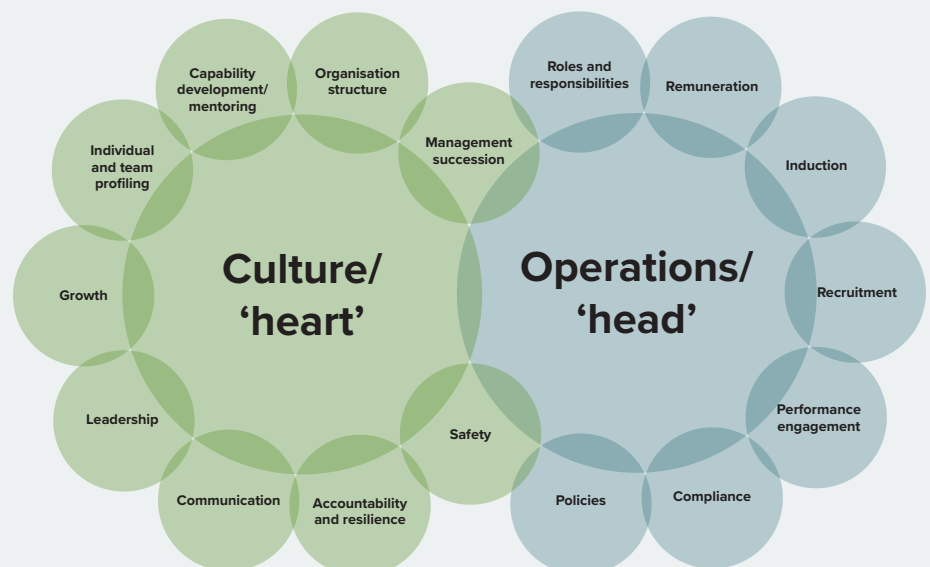 Capability
development/
mentoring
Organisation
structure
Roles and
responsibilities
Remuneration
Individual
and team
profiling
Management
succession
Induction
Growth
Culture/
‘heart’
Operations/
‘head’
Recruitment
Leadership
Safety
Performance
engagement
Communication
Accountability
and resilience
Policies
Compliance